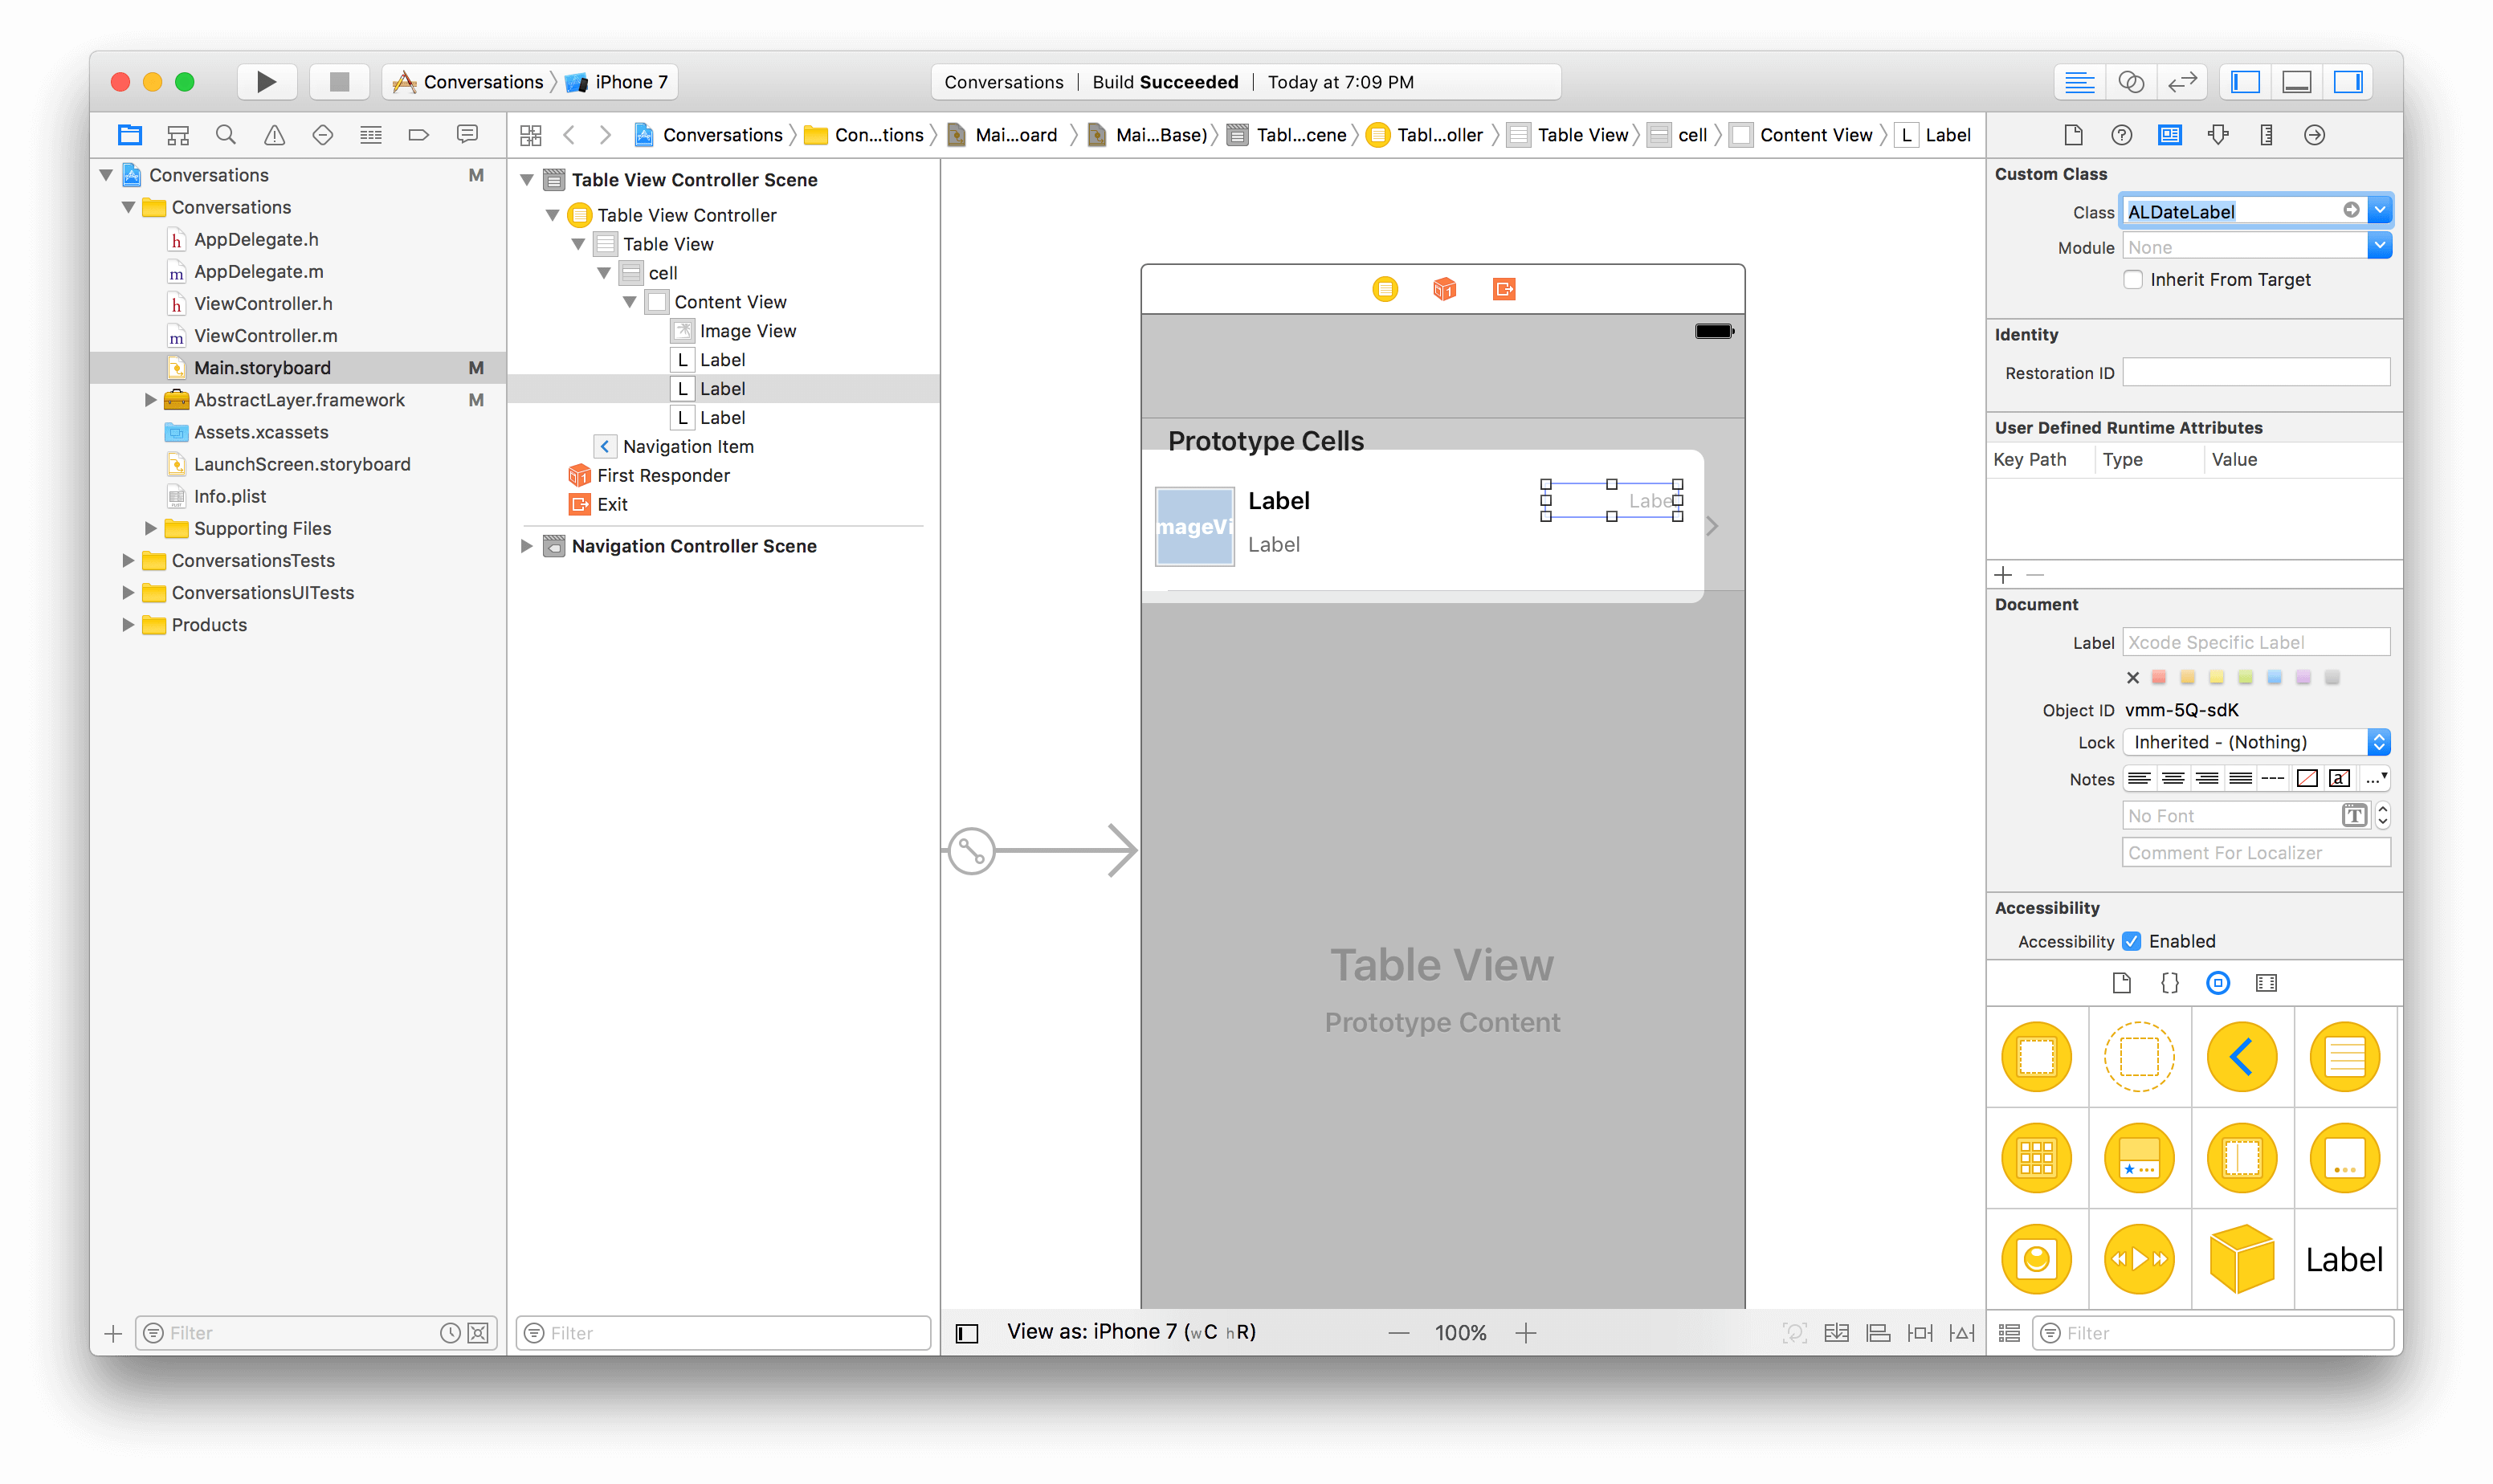 Conversations 〉 iPhone 7
Conversations | Build Succeeded | Today at 7:09 PM
Conversations 〉 Con...tions 〉 Mai...oard 〉 Mai...Base) 〉 Tabl...cene 〉 Tabl...oller 〉 Table View 〉 cell 〉 Content View 〉 L Label
Conversations M
Conversations
h AppDelegate.h
m AppDelegate.m
h ViewController.h
m ViewController.m
Main.storyboard M
AbstractLayer.framework M
Assets.xcassets
LaunchScreen.storyboard
Info.plist
Supporting Files
ConversationsTests
ConversationsUITests
Products
Filter
Table View Controller Scene
Table View Controller
Table View
cell
Content View
Image View
L Label
L Label
L Label
Navigation Item
First Responder
Exit
Navigation Controller Scene
Filter
Prototype Cells
mageVi
Label
Label
Labe
Table View
Prototype Content
View as: iPhone 7 (wC hR)
— 100% +
Custom Class
Class ALDateLabel
Module None
Inherit From Target
Identity
Restoration ID
User Defined Runtime Attributes
Key Path Type Value
Document
Label Xcode Specific Label
Object ID vmm-5Q-sdK
Lock Inherited - (Nothing)
Notes
No Font T
Comment For Localizer
Accessibility
Accessibility Enabled
{ }
Label
Filter